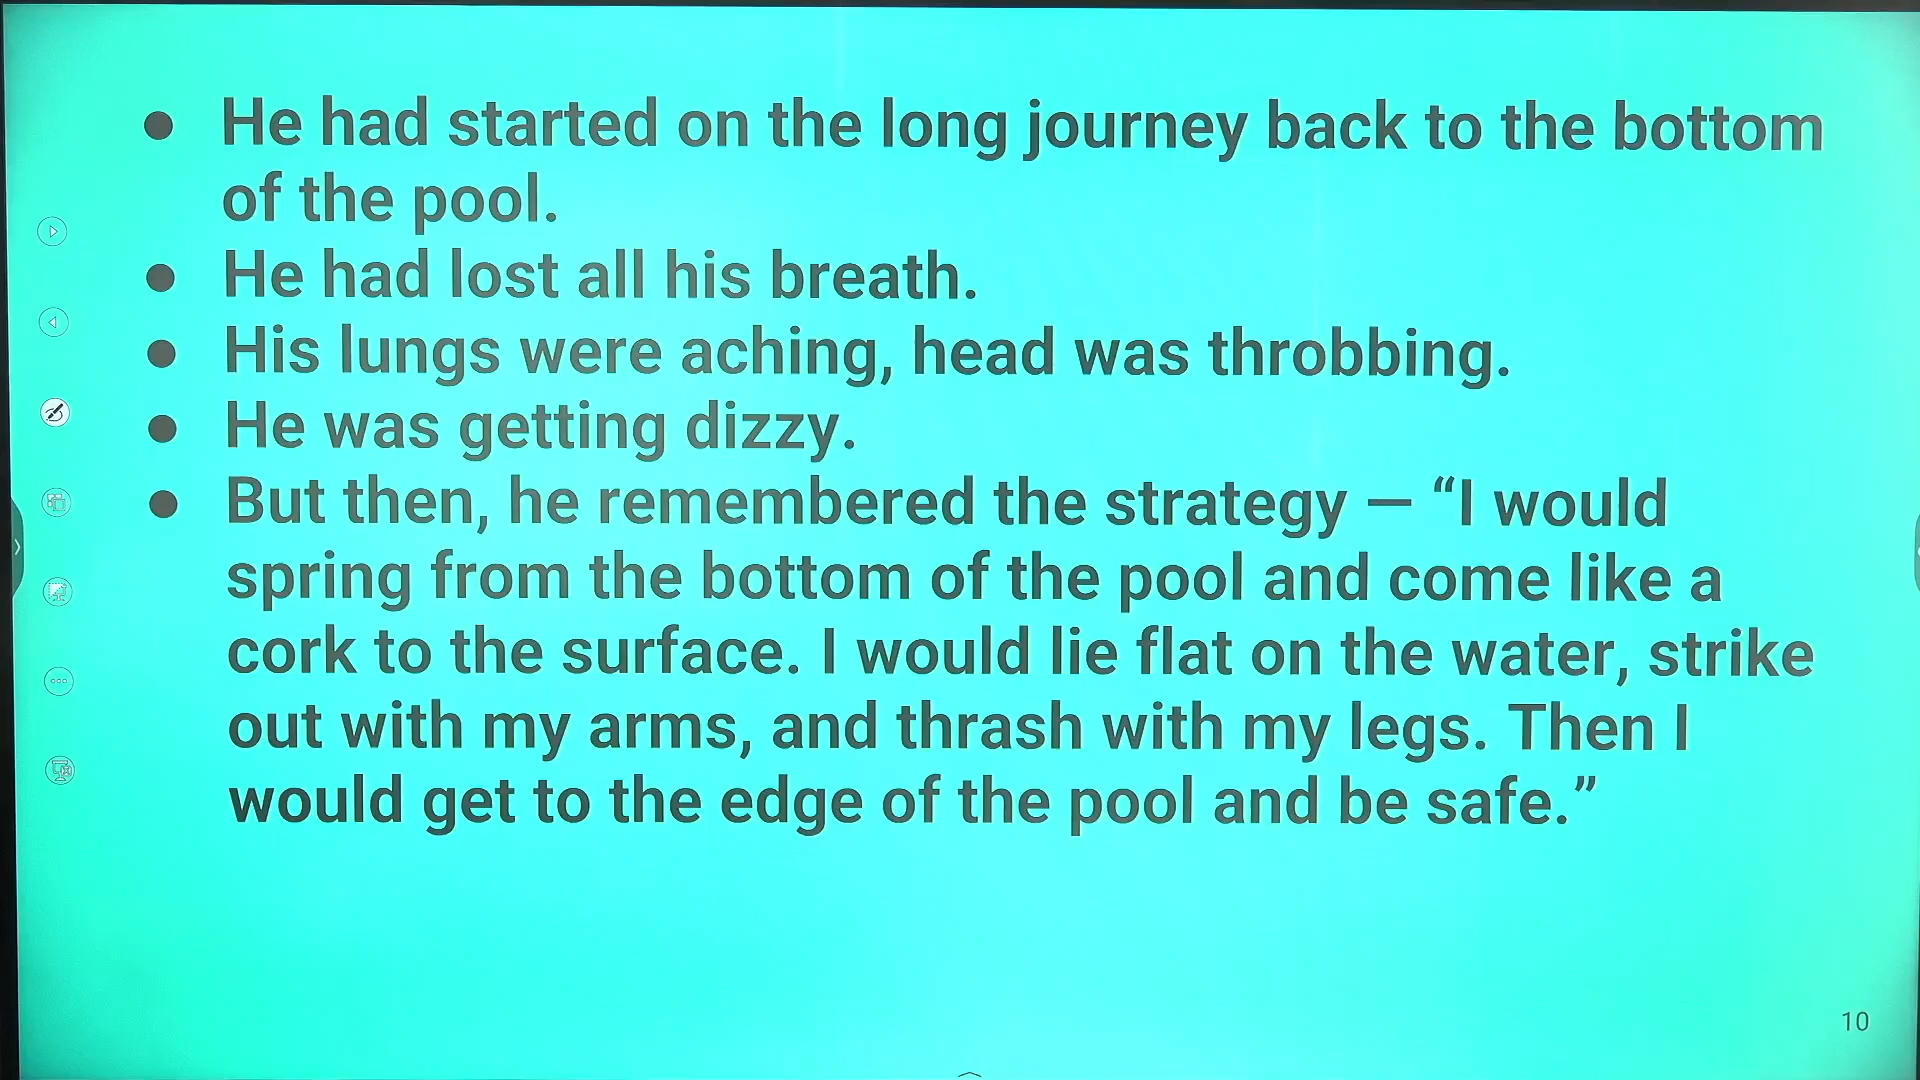 ● He had started on the long journey back to the bottom
of the pool.
● He had lost all his breath.
● His lungs were aching, head was throbbing.
● He was getting dizzy.
● But then, he remembered the strategy — “I would
spring from the bottom of the pool and come like a
cork to the surface. I would lie flat on the water, strike
out with my arms, and thrash with my legs. Then I
would get to the edge of the pool and be safe.”
10